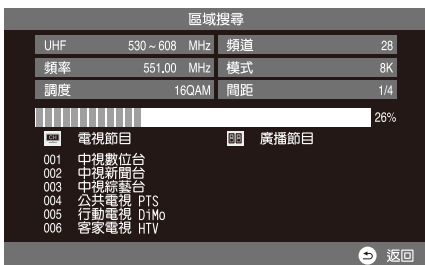 區域搜尋
UHF 530~608 MHz 頻道 28
頻率 551.00 MHz 模式 8K
調度 16QAM 間距 1/4
26%
電視節目 廣播節目
001 中視數位台
002 中視新聞台
003 中視綜藝台
004 公共電視 PTS
005 行動電視 DiMo
006 客家電視 HTV
返回